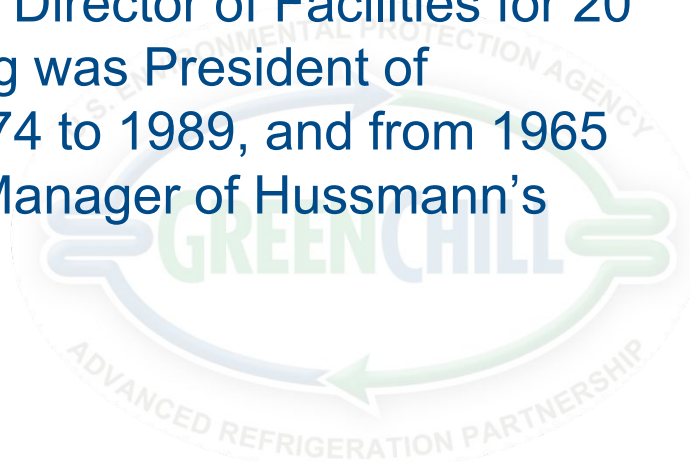 Director of Facilities for 20
g was President of
74 to 1989, and from 1965
Manager of Hussmann’s
U.S. ENVIRONMENTAL PROTECTION AGENCY
GREENCHILL
ADVANCED REFRIGERATION PARTNERSHIP